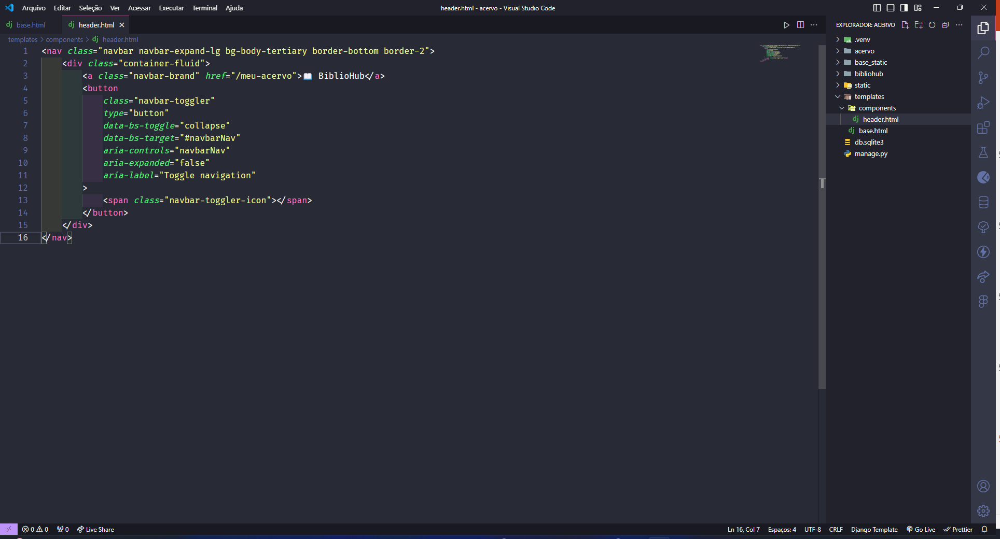 Arquivo Editar Seleção Ver Acessar Executar Terminal Ajuda
header.html - acervo - Visual Studio Code
base.html
header.html
templates > components > header.html
1 <nav class="navbar navbar-expand-lg bg-body-tertiary border-bottom border-2">
2 <div class="container-fluid">
3 <a class="navbar-brand" href="/meu-acervo">📖 BiblioHub</a>
4 <button
5 class="navbar-toggler"
6 type="button"
7 data-bs-toggle="collapse"
8 data-bs-target="#navbarNav"
9 aria-controls="navbarNav"
10 aria-expanded="false"
11 aria-label="Toggle navigation"
12 >
13 <span class="navbar-toggler-icon"></span>
14 </button>
15 </div>
16 </nav>
EXPLORADOR: ACERVO
.venv
acervo
base_static
bibliohub
static
templates
components
header.html
base.html
db.sqlite3
manage.py
0 0 0 Live Share
Ln 16, Col 7 Espaços: 4 UTF-8 CRLF Django Template Go Live Prettier